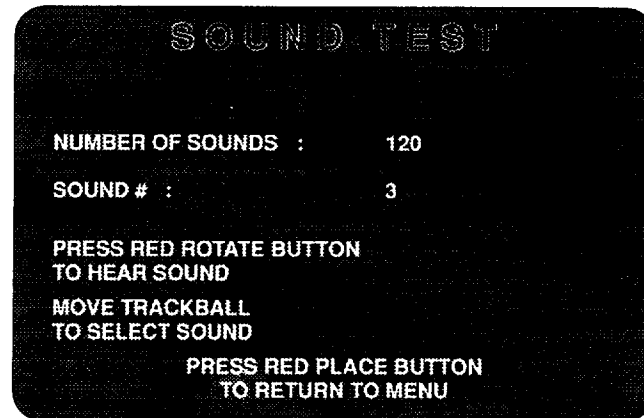 SOUND TEST
NUMBER OF SOUNDS : 120
SOUND # : 3
PRESS RED ROTATE BUTTON
TO HEAR SOUND
MOVE TRACKBALL
TO SELECT SOUND
PRESS RED PLACE BUTTON
TO RETURN TO MENU